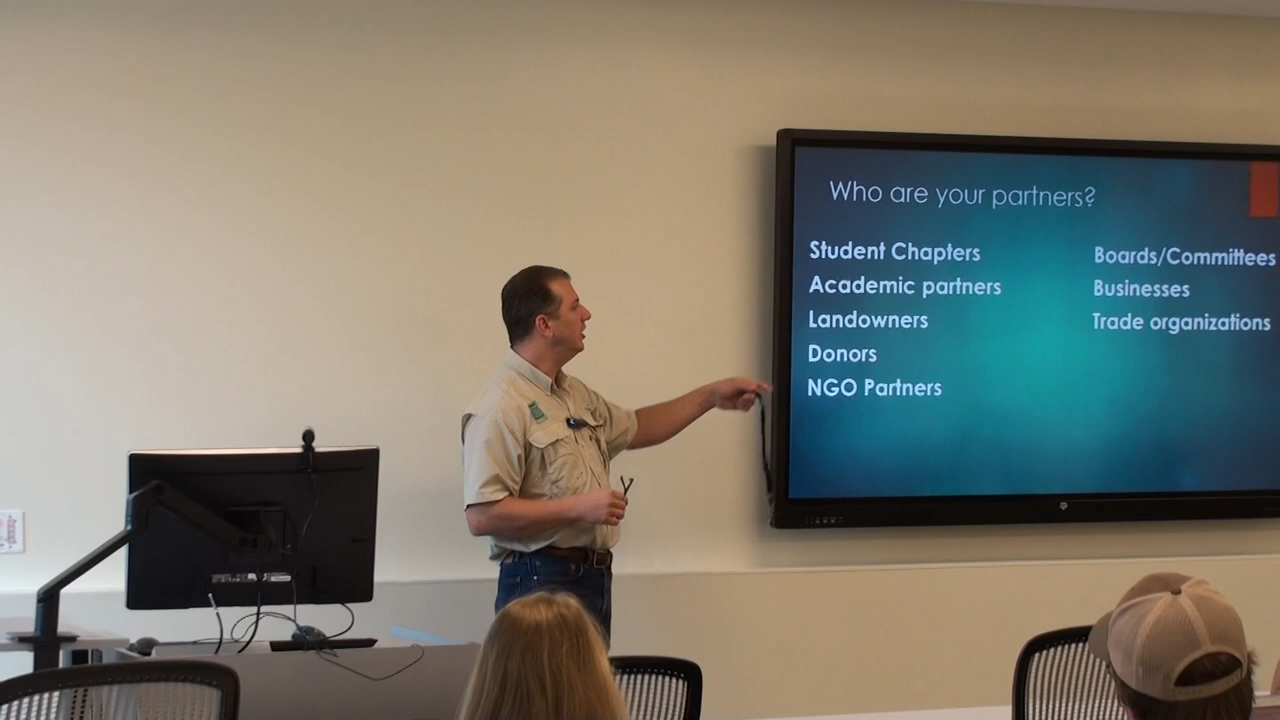 Who are your partners?
Student Chapters
Academic partners
Landowners
Donors
NGO Partners
Boards/Committees
Businesses
Trade organizations